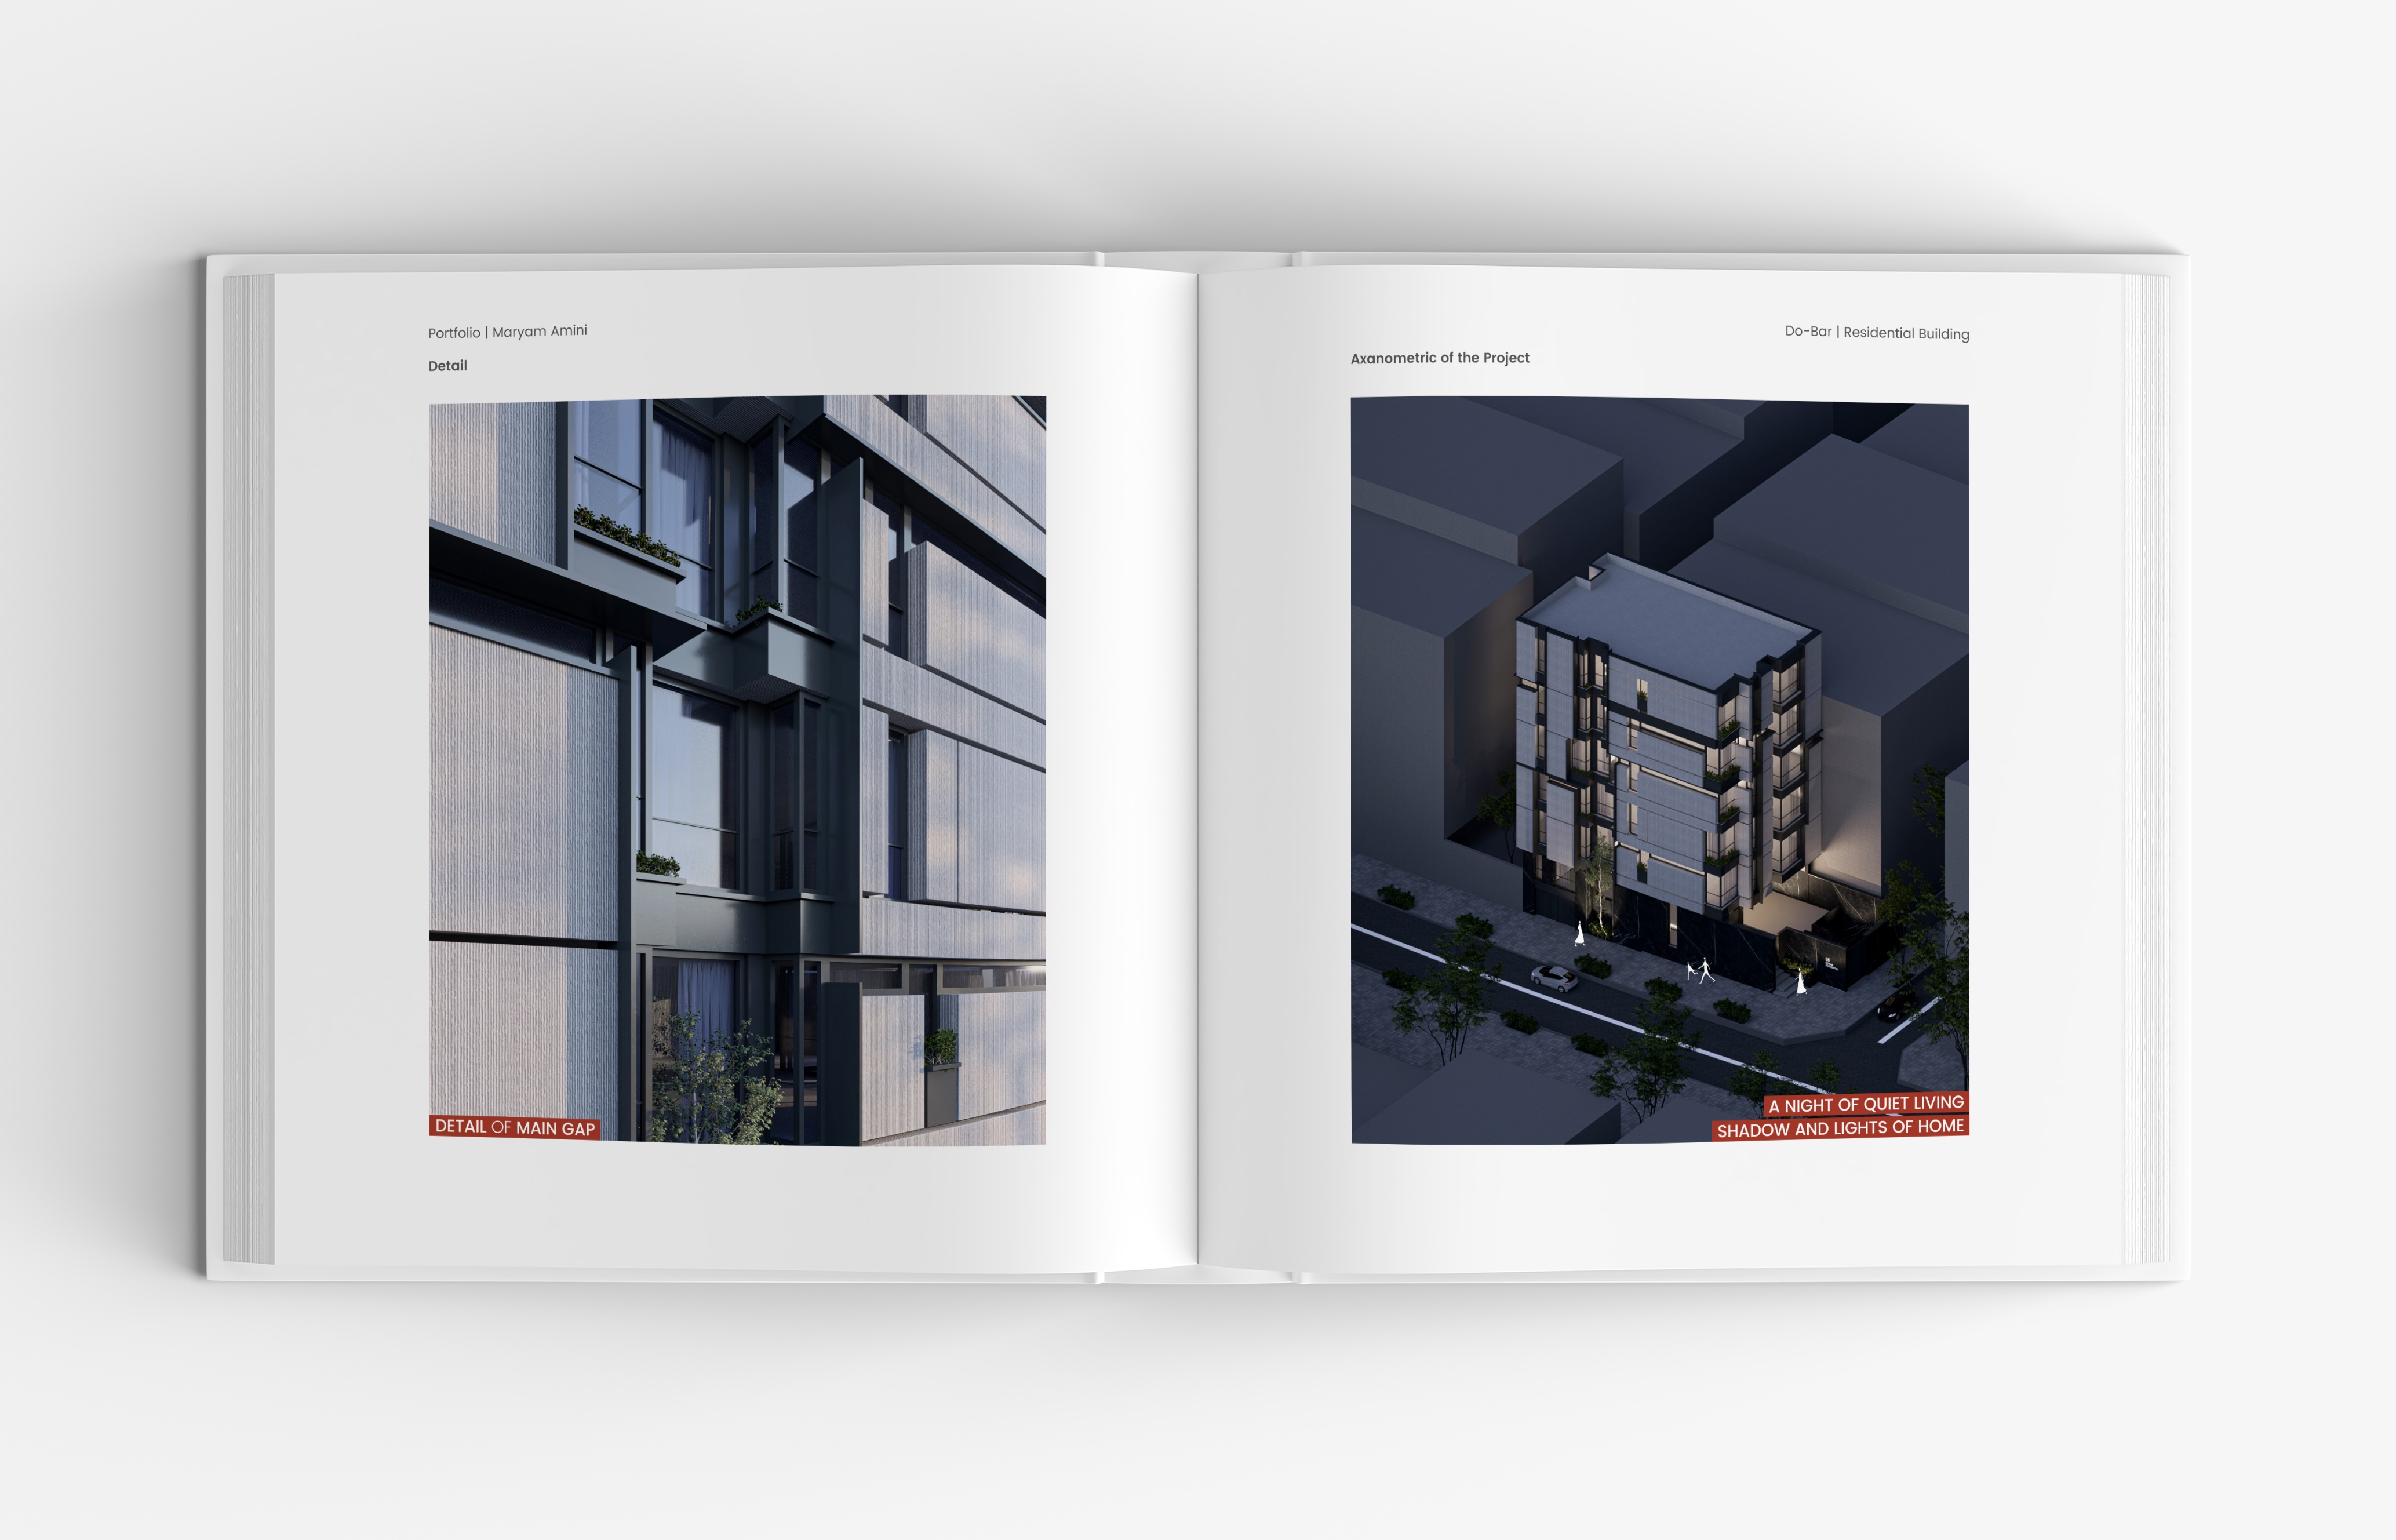 Portfolio | Maryam Amini
Detail
DETAIL OF MAIN GAP
Do-Bar | Residential Building
Axanometric of the Project
A NIGHT OF QUIET LIVING
SHADOW AND LIGHTS OF HOME